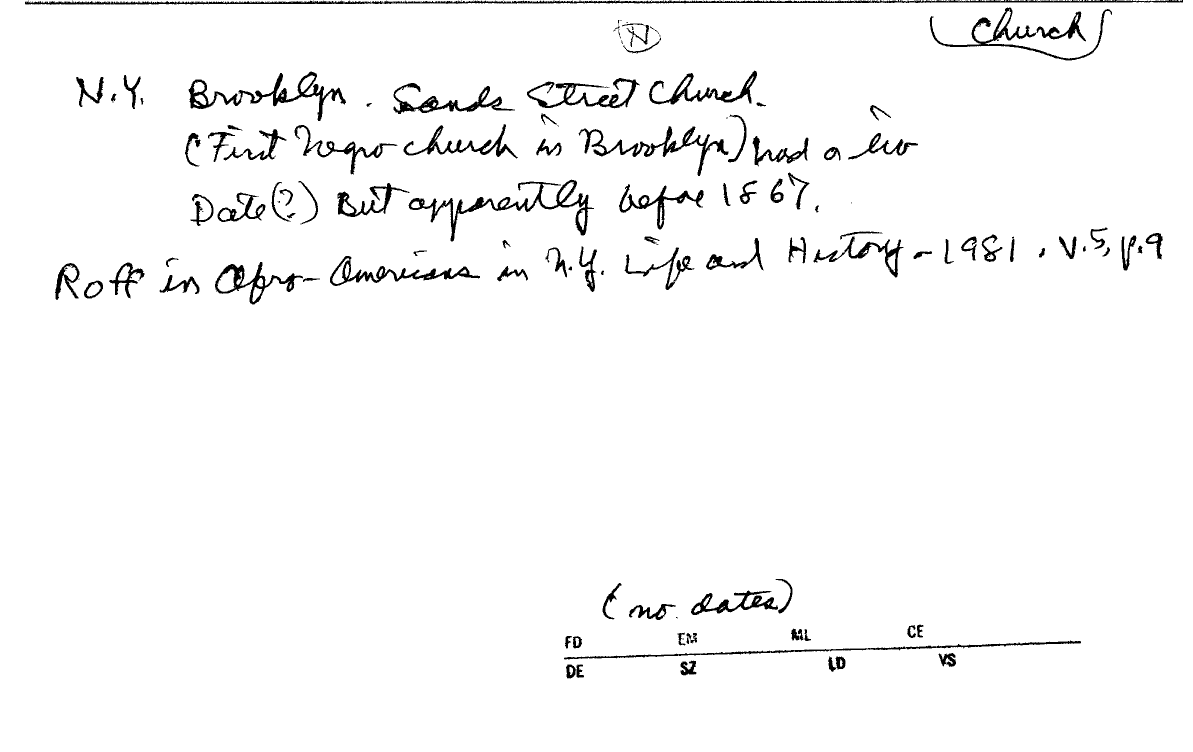 N
Church
N.Y. Brooklyn. Sands Street Church.
(First Negro church in Brooklyn) had a lib
Date(?) But apparently before 1867.
Roff in Afro-Americans in N.Y. Life and History - 1981, V.5, p.9
(no dates)
FD EM ML CE
DE SZ LD VS